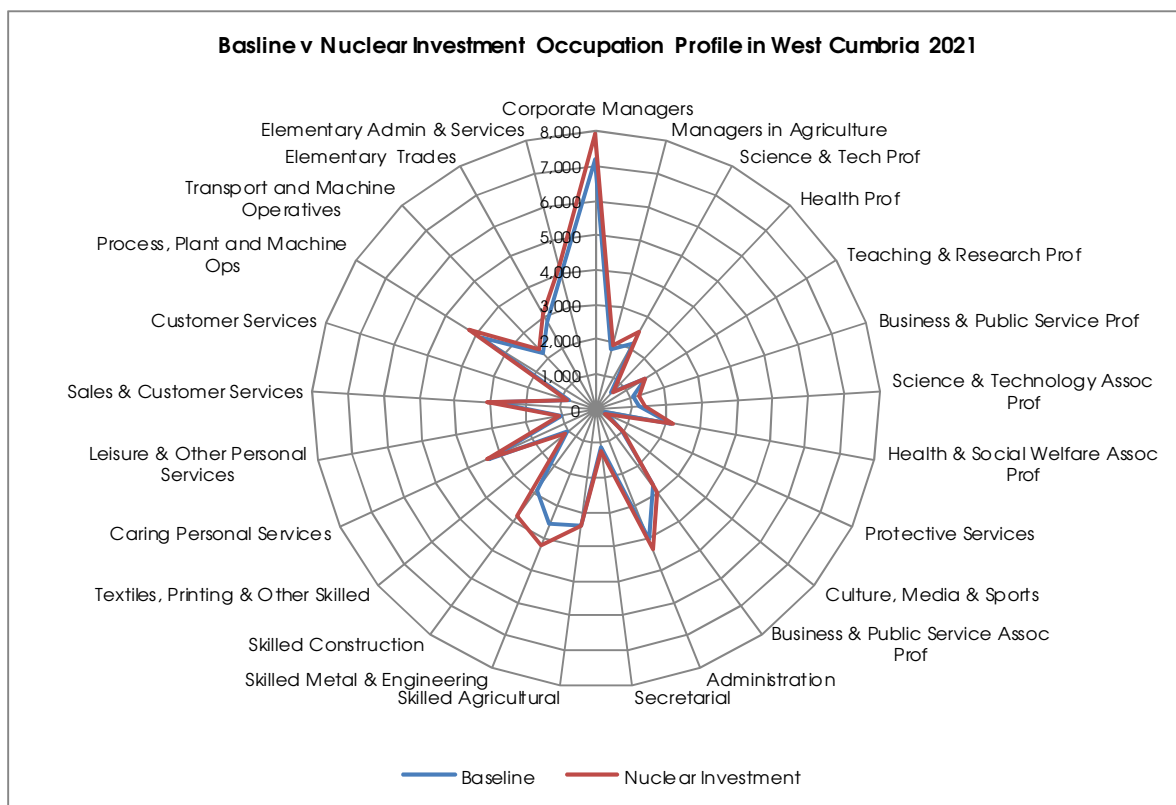 Basline v Nuclear Investment Occupation Profile in West Cumbria 2021
Corporate Managers
Managers in Agriculture
Science & Tech Prof
Health Prof
Teaching & Research Prof
Business & Public Service Prof
Science & Technology Assoc
Prof
Health & Social Welfare Assoc
Prof
Protective Services
Culture, Media & Sports
Business & Public Service Assoc
Prof
Administration
Secretarial
Skilled Agricultural
Skilled Metal & Engineering
Skilled Construction
Textiles, Printing & Other Skilled
Caring Personal Services
Leisure & Other Personal
Services
Sales & Customer Services
Customer Services
Process, Plant and Machine
Ops
Transport and Machine
Operatives
Elementary Trades
Elementary Admin & Services
8,000
7,000
6,000
5,000
4,000
3,000
2,000
1,000
0
Baseline
Nuclear Investment